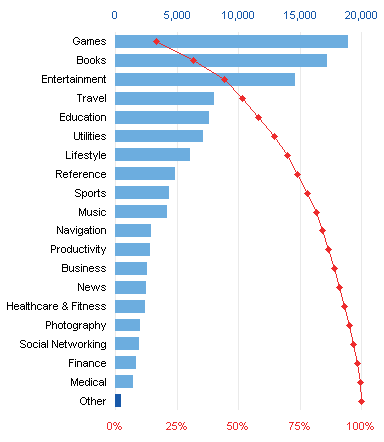 0 5,000 10,000 15,000 20,000
Games
Books
Entertainment
Travel
Education
Utilities
Lifestyle
Reference
Sports
Music
Navigation
Productivity
Business
News
Healthcare & Fitness
Photography
Social Networking
Finance
Medical
Other
0% 25% 50% 75% 100%